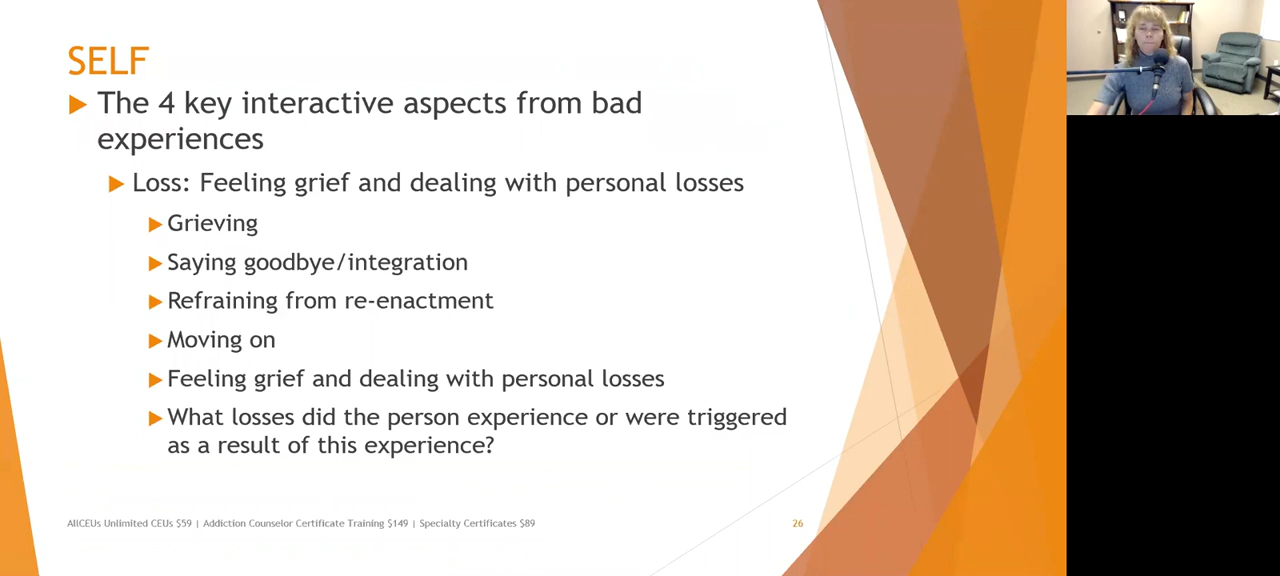 SELF
The 4 key interactive aspects from bad
experiences
Loss: Feeling grief and dealing with personal losses
Grieving
Saying goodbye/integration
Refraining from re-enactment
Moving on
Feeling grief and dealing with personal losses
What losses did the person experience or were triggered
as a result of this experience?
AllCEUs Unlimited CEUs $59 | Addiction Counselor Certificate Training $149 | Specialty Certificates $89
26